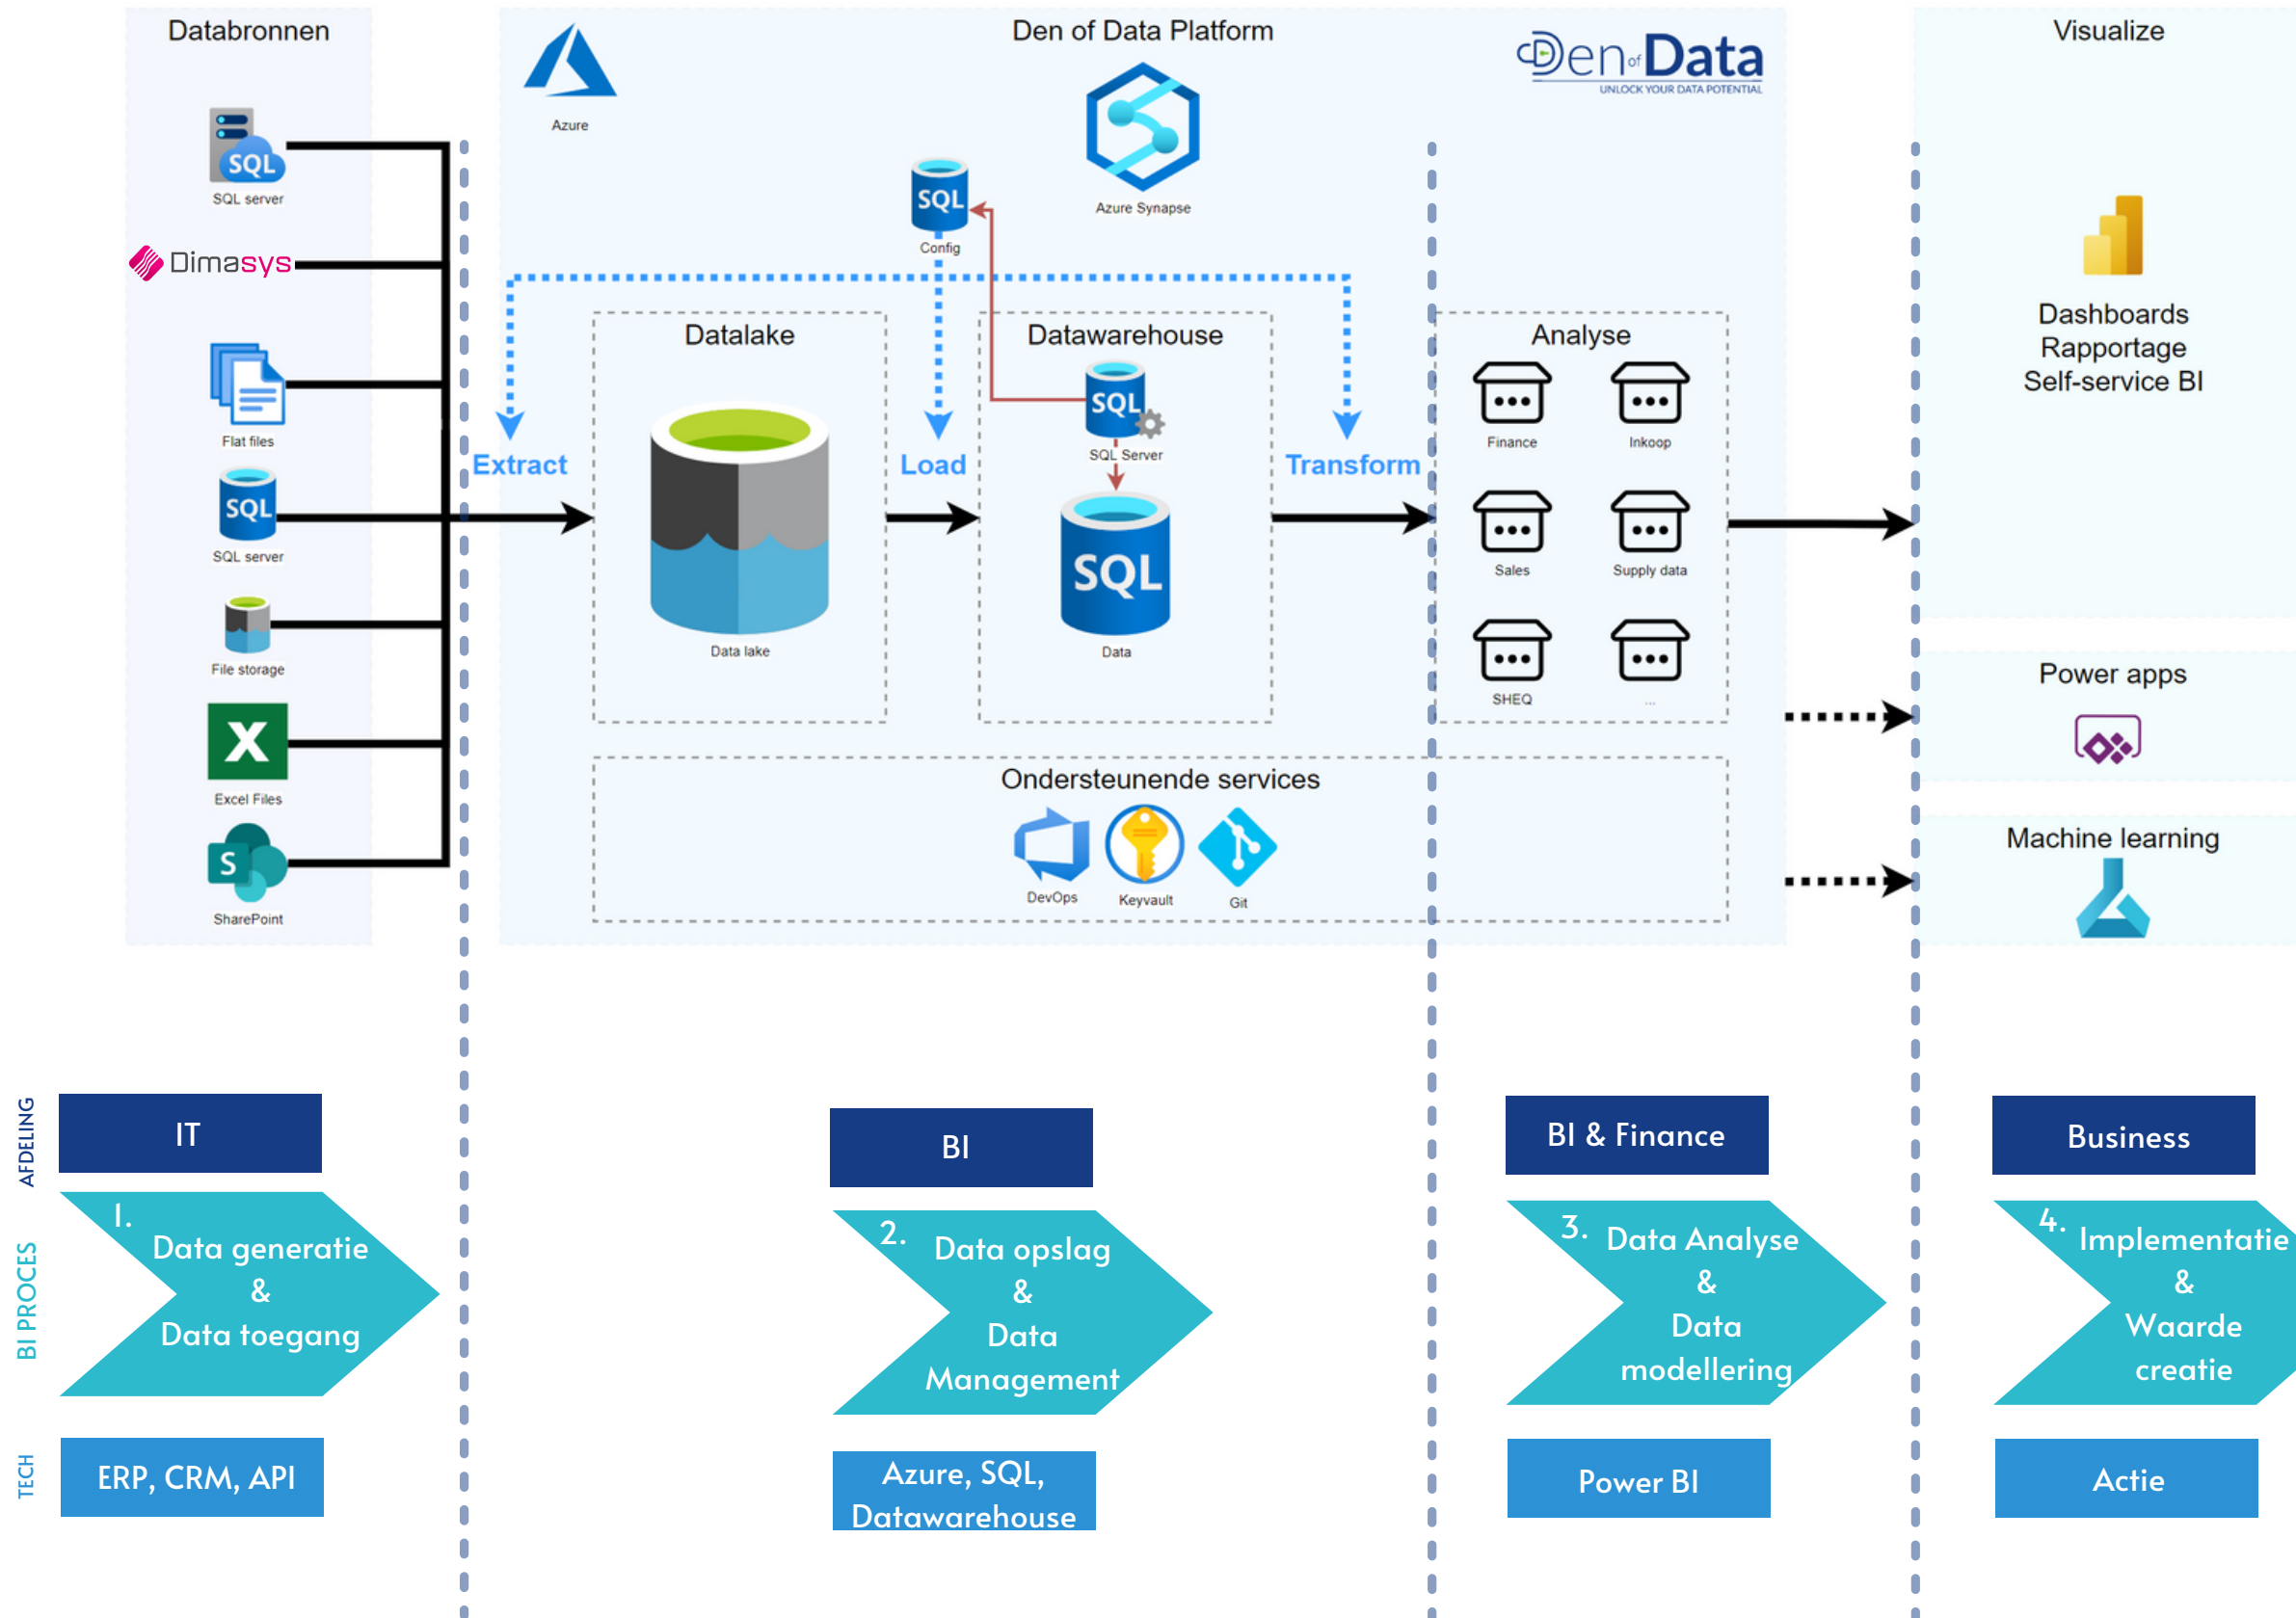 Databronnen
SQL
SQL server
Dimasys
Flat files
SQL
SQL server
File storage
X
Excel Files
S
SharePoint
Den of Data Platform
Azure
Den of Data
UNLOCK YOUR DATA POTENTIAL
Azure Synapse
SQL
Config
Extract
Datalake
Data lake
Load
Datawarehouse
SQL
SQL Server
SQL
Data
Transform
Analyse
Finance
Inkoop
Sales
Supply data
SHEQ
...
Ondersteunende services
DevOps
Keyvault
Git
Visualize
Dashboards
Rapportage
Self-service BI
Power apps
Machine learning
AFDELING
IT
BI
BI & Finance
Business
BI PROCES
1.
Data generatie
&
Data toegang
2.
Data opslag
&
Data
Management
3.
Data Analyse
&
Data
modellering
4.
Implementatie
&
Waarde
creatie
TECH
ERP, CRM, API
Azure, SQL,
Datawarehouse
Power BI
Actie